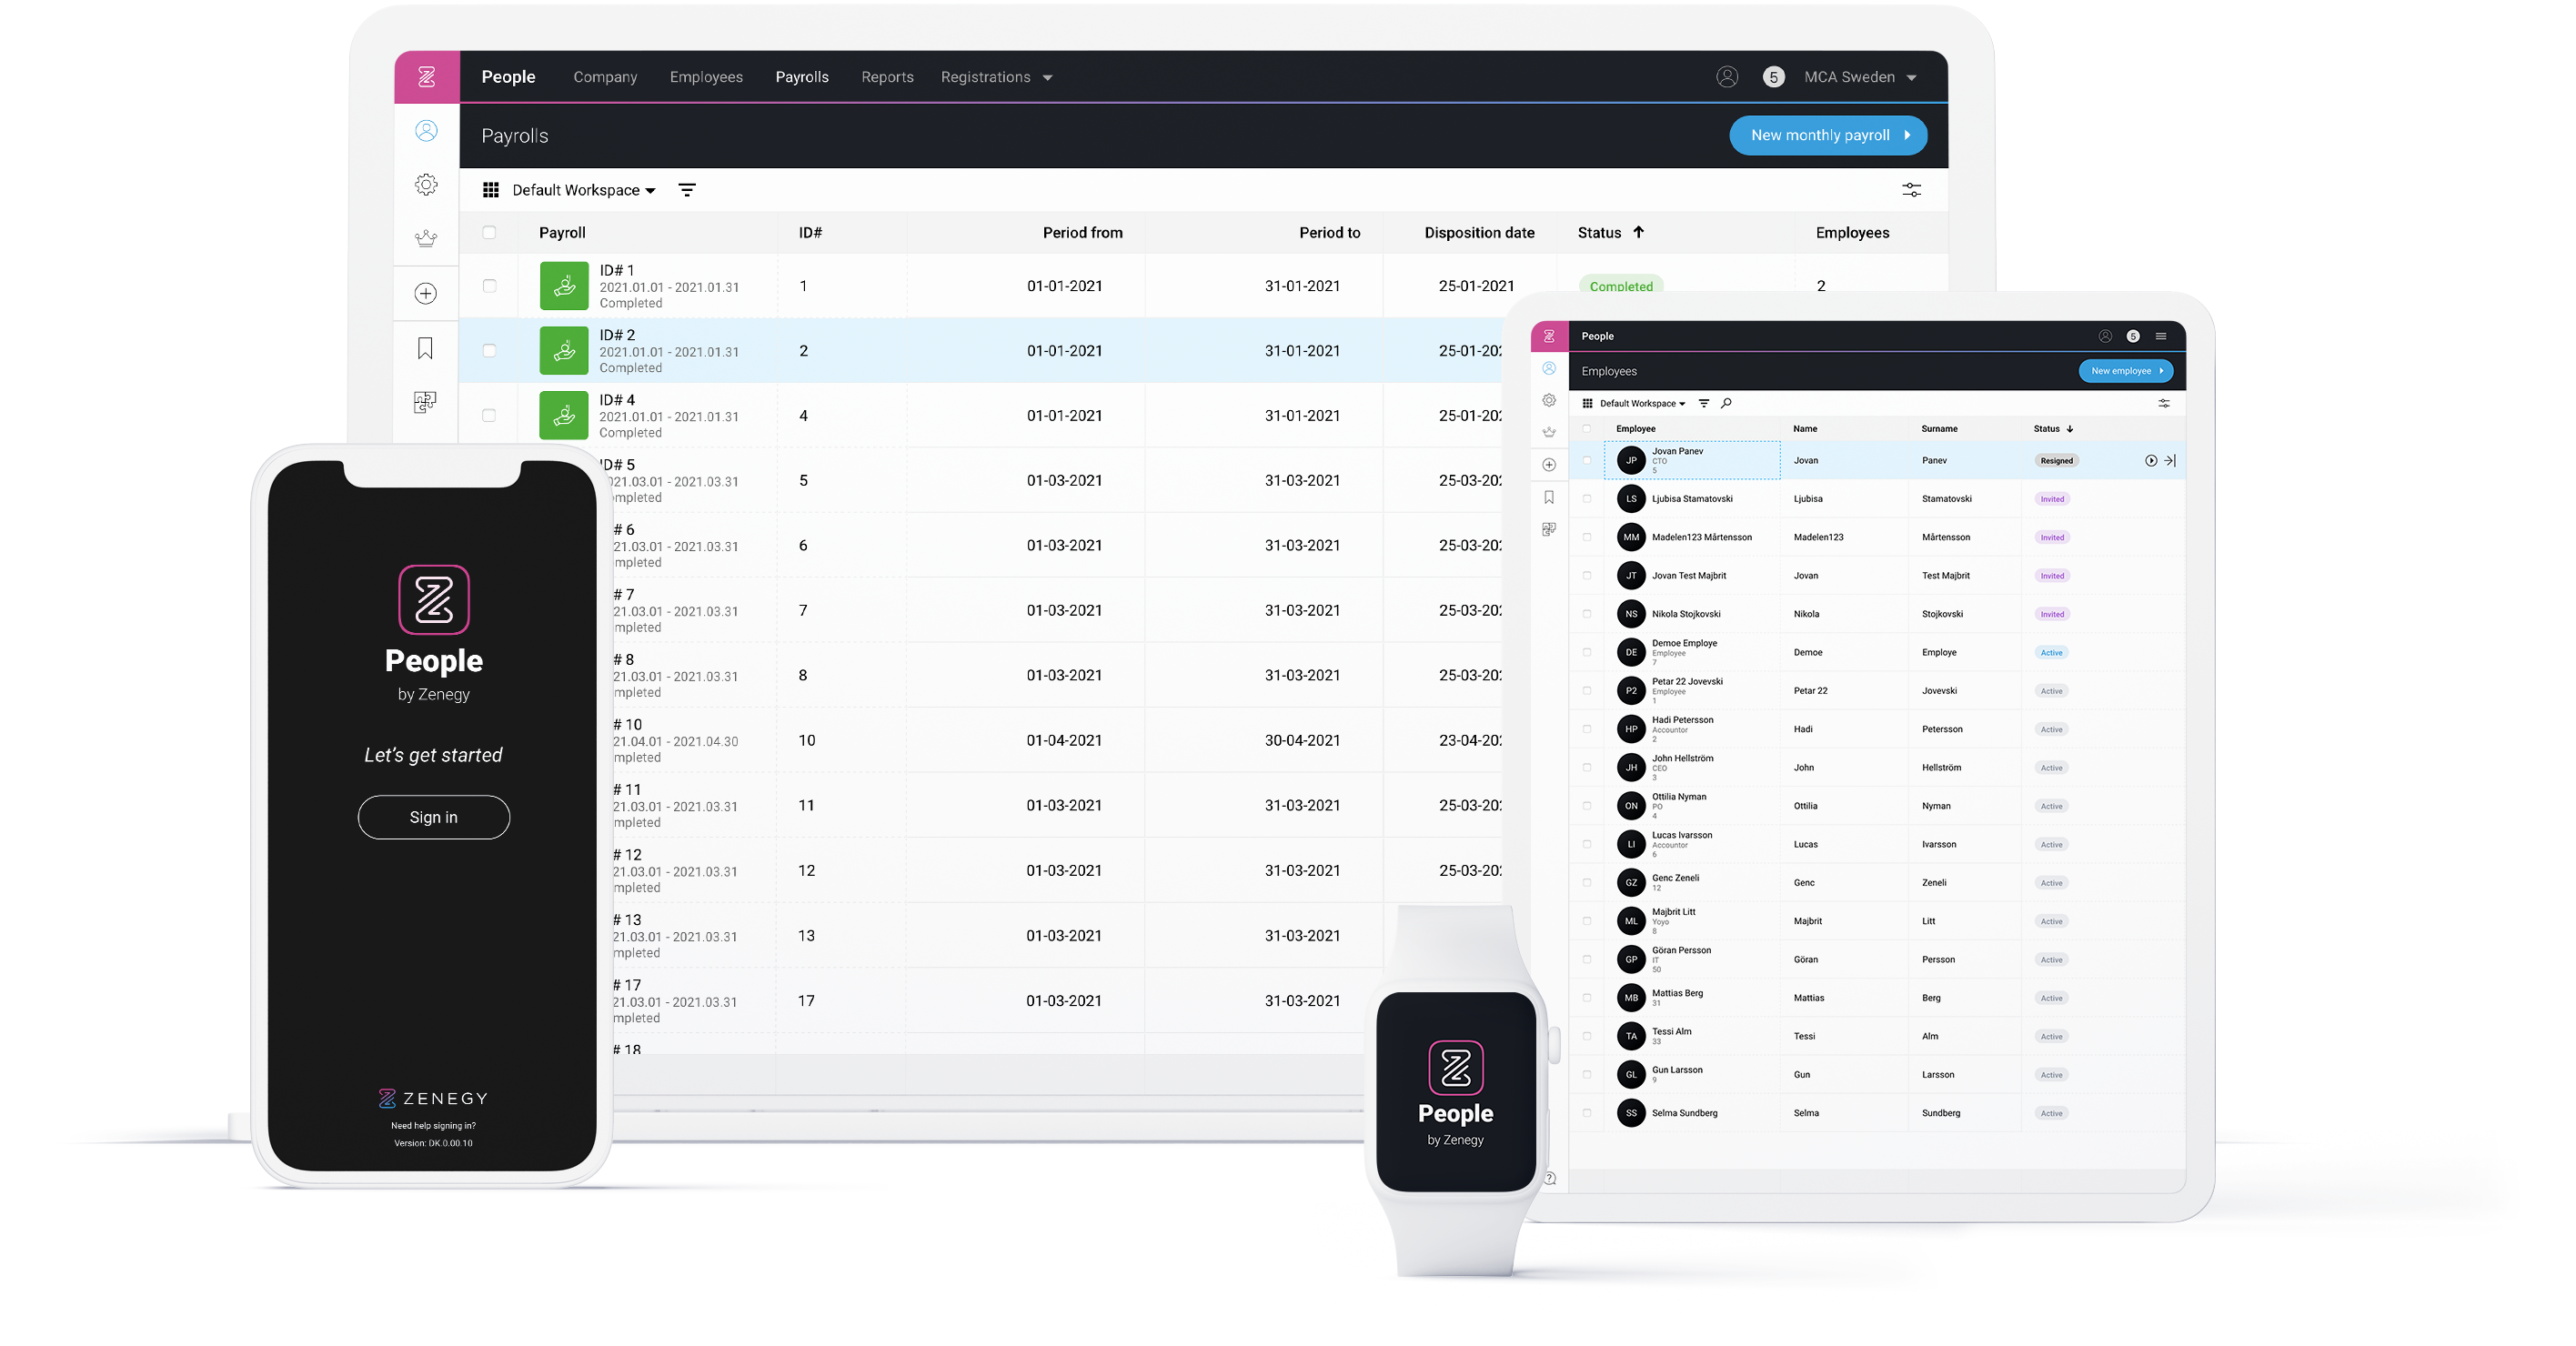 People Company Employees Payrolls Reports Registrations 5 MCA Sweden
Payrolls New monthly payroll
Default Workspace
Payroll ID# Period from Period to Disposition date Status Employees
ID# 1
2021.01.01 - 2021.01.31
Completed
1 01-01-2021 31-01-2021 25-01-2021 Completed 2
ID# 2
2021.01.01 - 2021.01.31
Completed
2 01-01-2021 31-01-2021 25-01-202
ID# 4
2021.01.01 - 2021.01.31
Completed
4 01-01-2021 31-01-2021 25-01-202
ID# 5
21.03.01 - 2021.03.31
mpleted
5 01-03-2021 31-03-2021 25-03-202
# 6
21.03.01 - 2021.03.31
mpleted
6 01-03-2021 31-03-2021 25-03-202
# 7
21.03.01 - 2021.03.31
mpleted
7 01-03-2021 31-03-2021 25-03-202
# 8
21.03.01 - 2021.03.31
mpleted
8 01-03-2021 31-03-2021 25-03-202
# 10
21.04.01 - 2021.04.30
mpleted
10 01-04-2021 30-04-2021 23-04-202
# 11
21.03.01 - 2021.03.31
mpleted
11 01-03-2021 31-03-2021 25-03-202
# 12
21.03.01 - 2021.03.31
mpleted
12 01-03-2021 31-03-2021 25-03-202
# 13
21.03.01 - 2021.03.31
mpleted
13 01-03-2021 31-03-2021
# 17
21.03.01 - 2021.03.31
mpleted
17 01-03-2021 31-03-2021
# 18
People
by Zenegy
Let's get started
Sign in
ZENEGY
Need help signing in?
Version: DK.0.00.10
People
by Zenegy
People 5
Employees New employee
Default Workspace
Employee Name Surname Status
JP Jovan Panev
CTO
5
Jovan Panev Resigned
LS Ljubisa Stamatovski Ljubisa Stamatovski Invited
MM Madelen123 Mårtensson Madelen123 Mårtensson Invited
JT Jovan Test Majbrit Jovan Test Majbrit Invited
NS Nikola Stojkovski Nikola Stojkovski Invited
DE Demoe Employe
Employee
7
Demoe Employe Active
P2 Petar 22 Jovevski
Employee
1
Petar 22 Jovevski Active
HP Hadi Petersson
Accountor
2
Hadi Petersson Active
JH John Hellström
CEO
3
John Hellström Active
ON Ottilia Nyman
PO
4
Ottilia Nyman Active
LI Lucas Ivarsson
Accountor
6
Lucas Ivarsson Active
GZ Genc Zeneli
12
Genc Zeneli Active
ML Majbrit Litt
Yoyo
8
Majbrit Litt Active
GP Göran Persson
IT
50
Göran Persson Active
MB Mattias Berg
31
Mattias Berg Active
TA Tessi Alm
33
Tessi Alm Active
GL Gun Larsson
9
Gun Larsson Active
SS Selma Sundberg Selma Sundberg Active